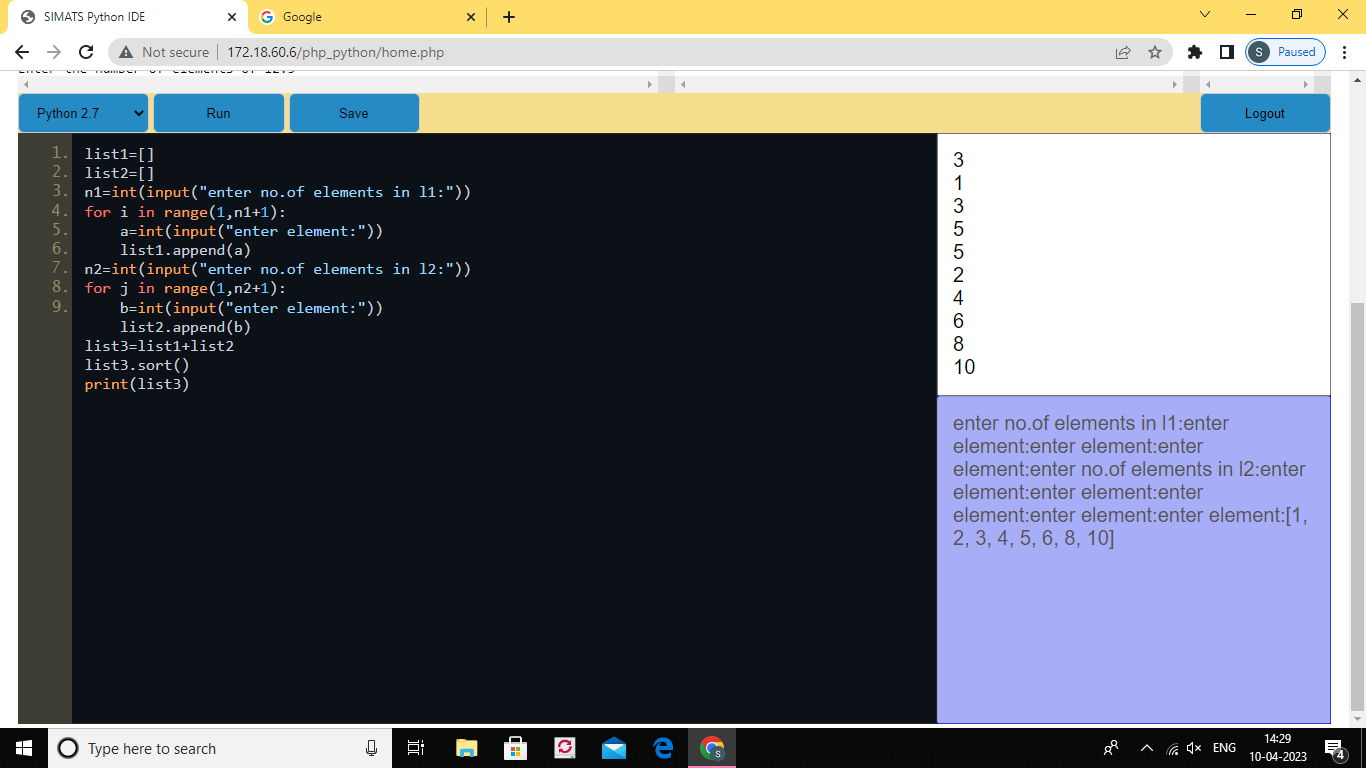 SIMATS Python IDE
Google
Not secure 172.18.60.6/php_python/home.php
S Paused
Python 2.7 Run Save Logout
1. list1=[]
2. list2=[]
3. n1=int(input("enter no.of elements in l1:"))
4. for i in range(1,n1+1):
5. a=int(input("enter element:"))
6. list1.append(a)
7. n2=int(input("enter no.of elements in l2:"))
8. for j in range(1,n2+1):
9. b=int(input("enter element:"))
list2.append(b)
list3=list1+list2
list3.sort()
print(list3)
3
1
3
5
5
2
4
6
8
10
enter no.of elements in l1:enter
element:enter element:enter
element:enter no.of elements in l2:enter
element:enter element:enter
element:enter element:enter element:[1,
2, 3, 4, 5, 6, 8, 10]
Type here to search
S
ENG
14:29
10-04-2023
4